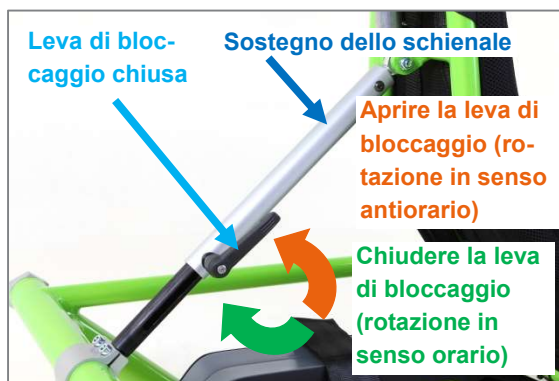 Leva di bloc-
caggio chiusa
Sostegno dello schienale
Aprire la leva di
bloccaggio (ro-
tazione in senso
antiorario)
Chiudere la leva
di bloccaggio
(rotazione in
senso orario)